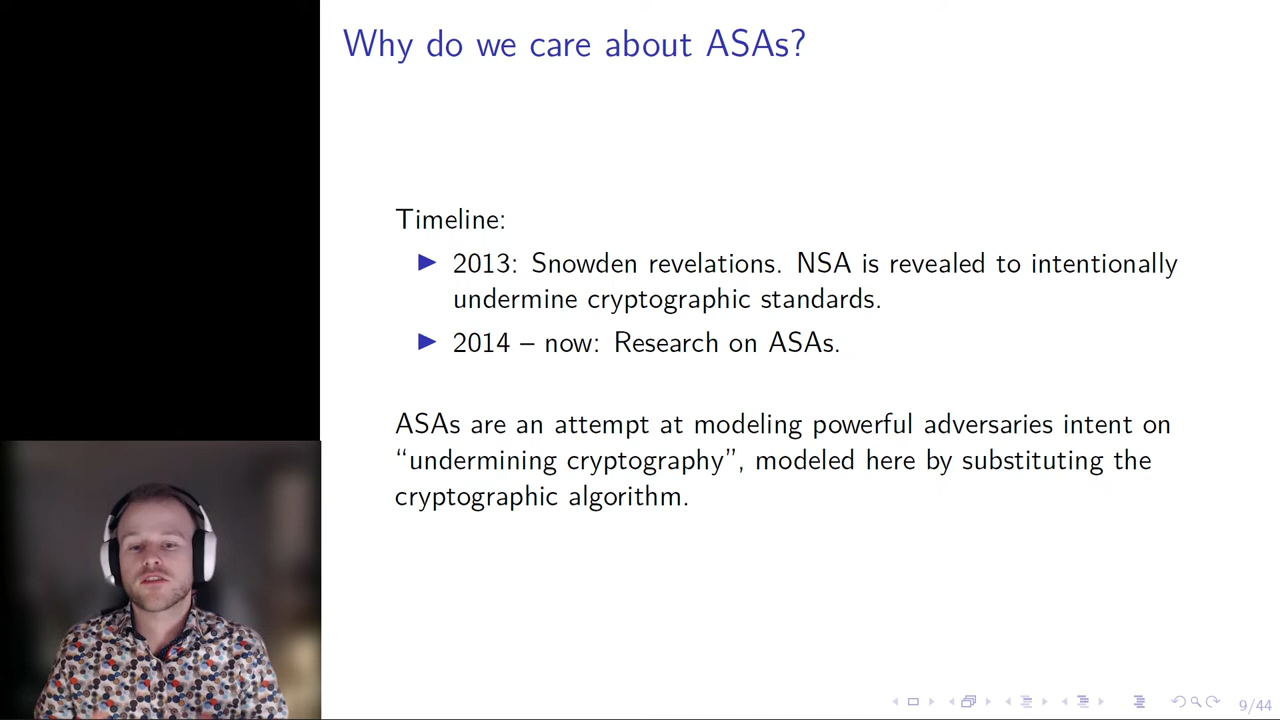 Why do we care about ASAs?
Timeline:
2013: Snowden revelations. NSA is revealed to intentionally
undermine cryptographic standards.
2014 – now: Research on ASAs.
ASAs are an attempt at modeling powerful adversaries intent on
“undermining cryptography”, modeled here by substituting the
cryptographic algorithm.
9/44